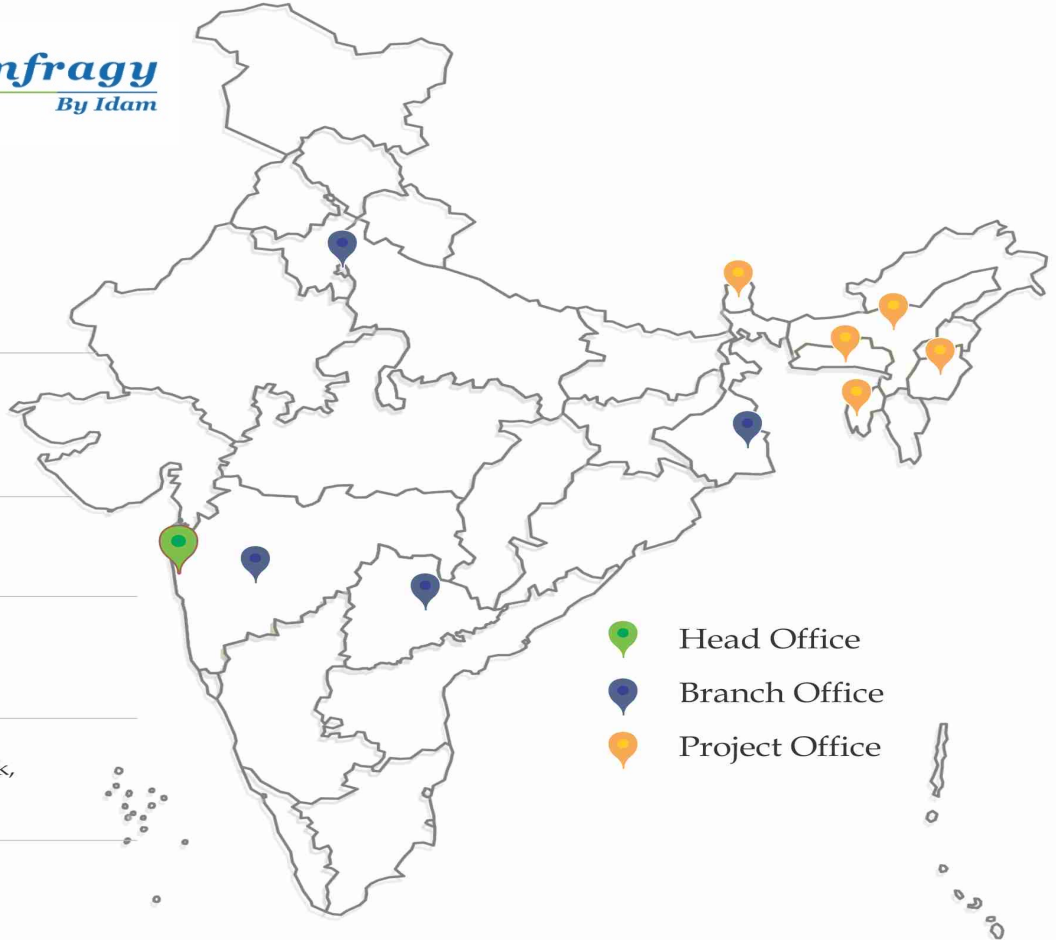 nfragy
By Idam
Head Office
Branch Office
Project Office
k,